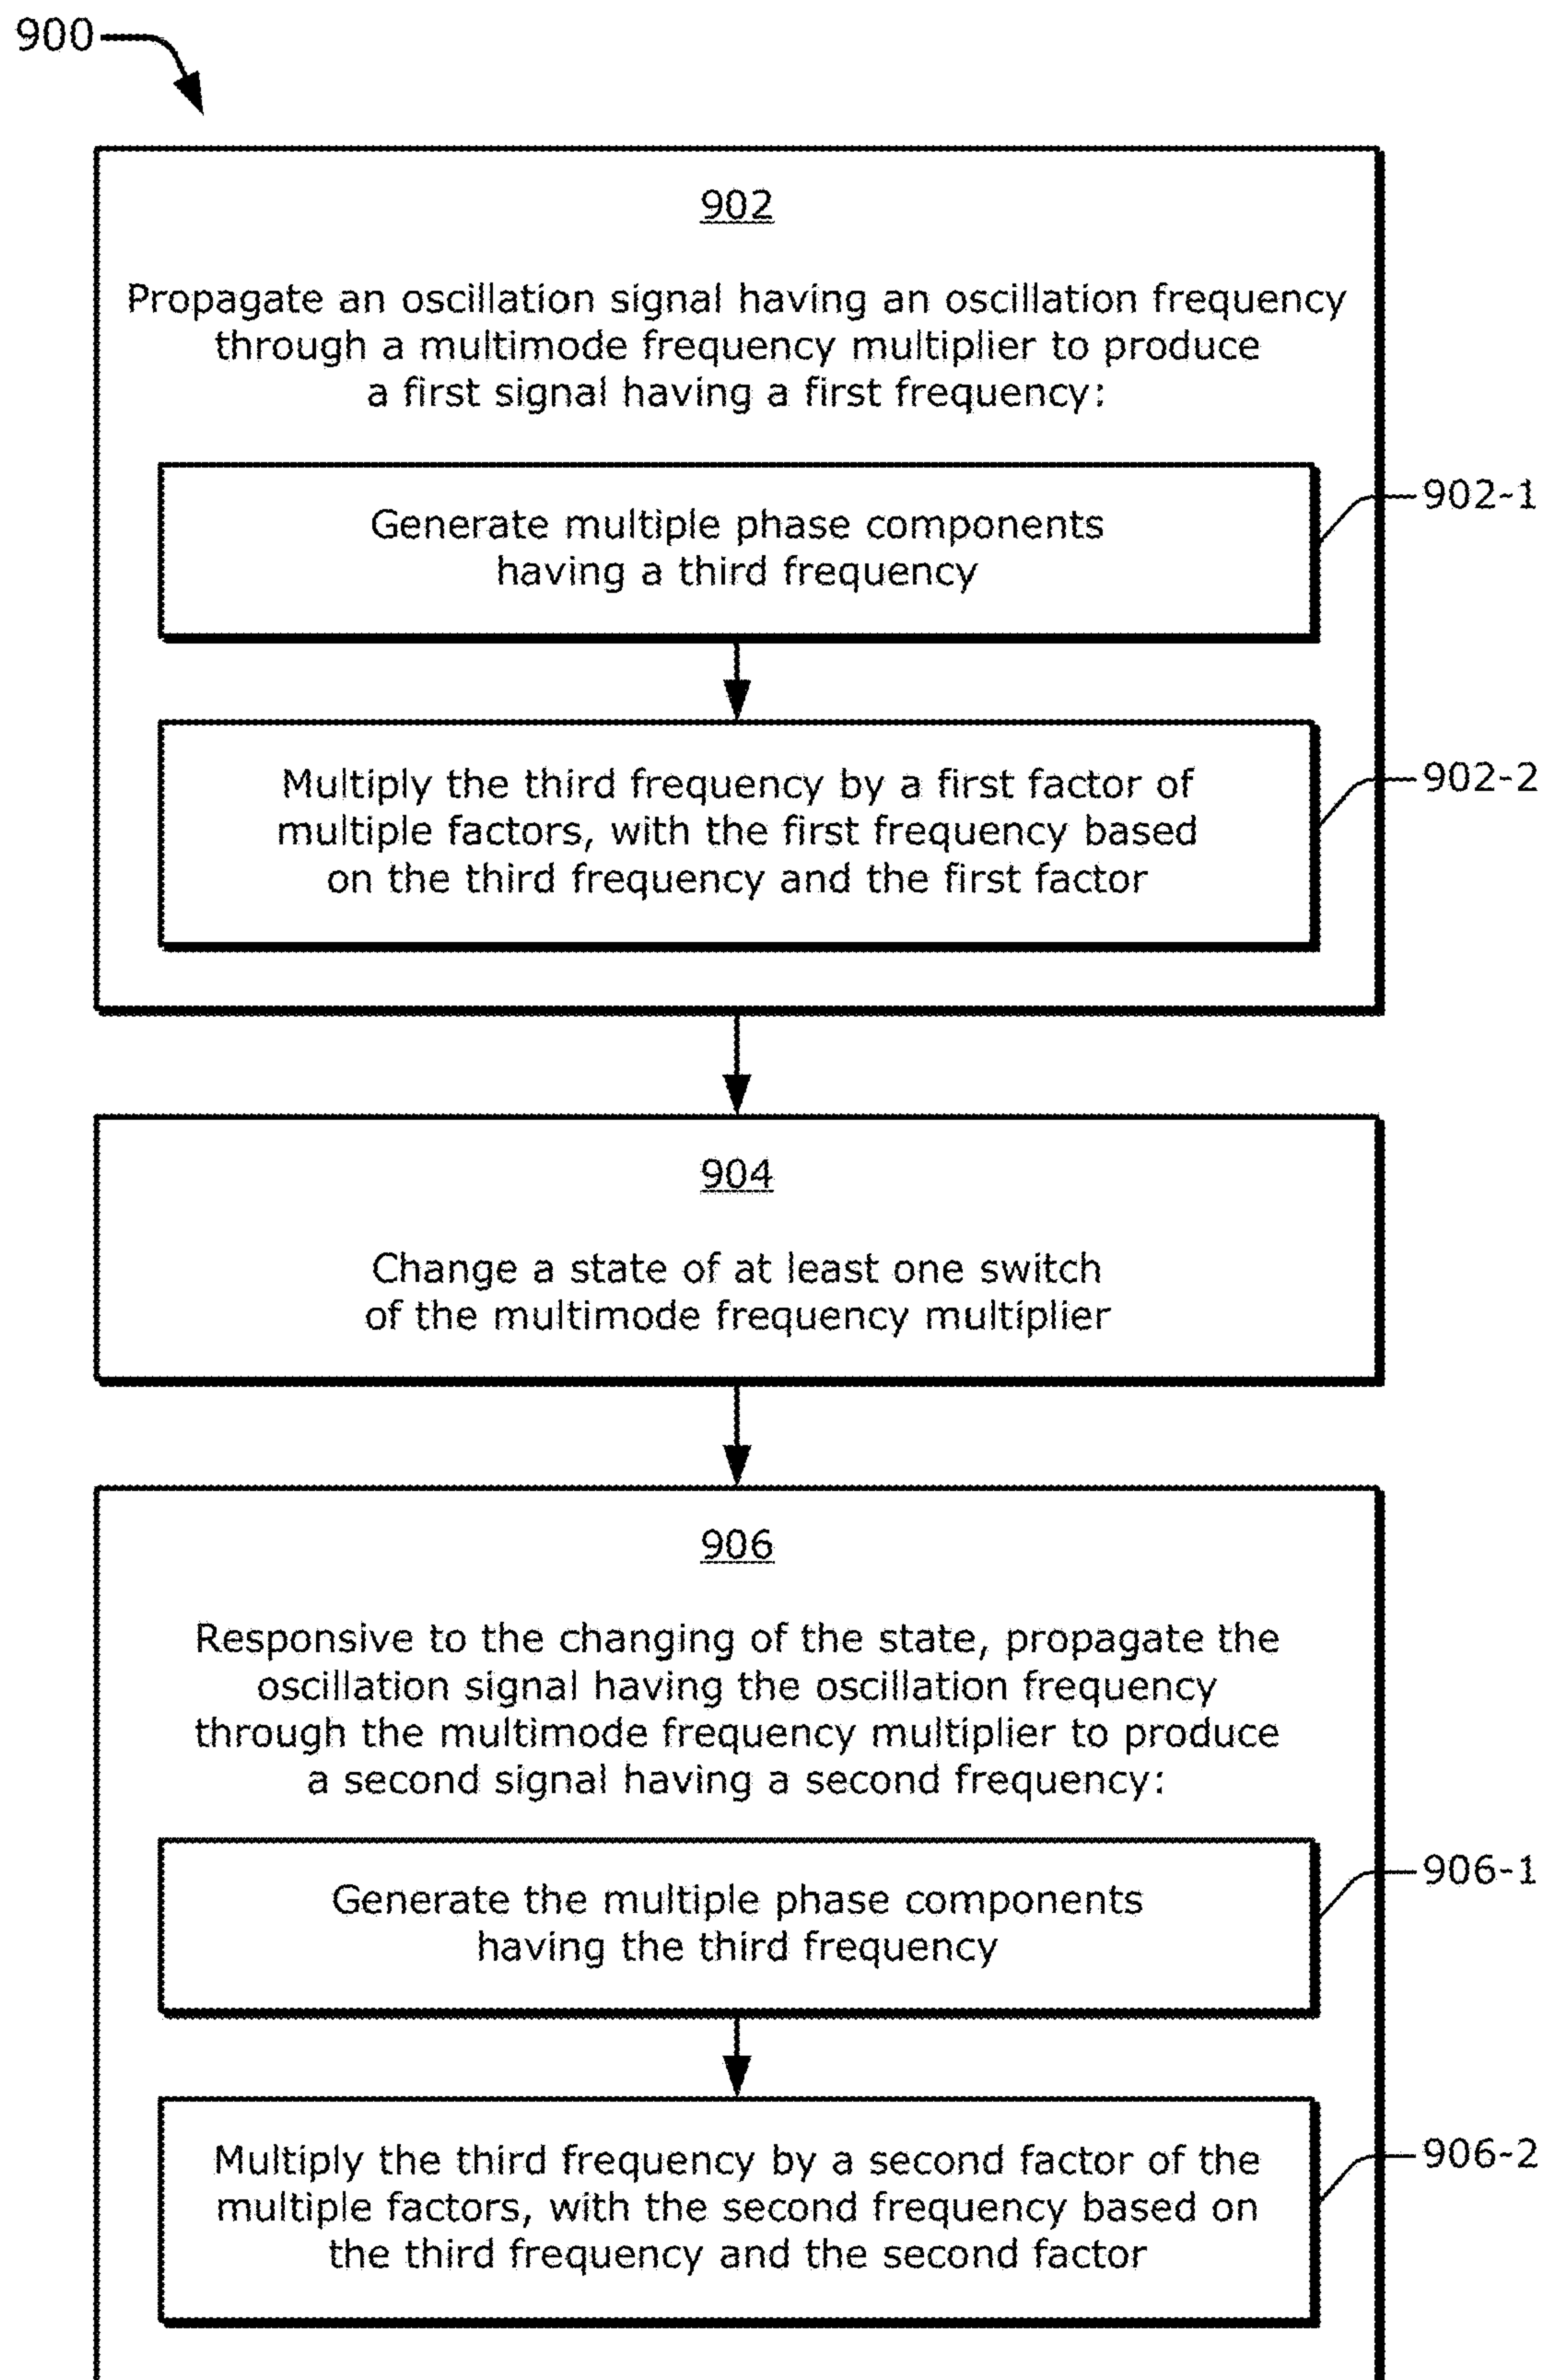 900
902
Propagate an oscillation signal having an oscillation frequency
through a multimode frequency multiplier to produce
a first signal having a first frequency:
Generate multiple phase components
having a third frequency
902-1
Multiply the third frequency by a first factor of
multiple factors, with the first frequency based
on the third frequency and the first factor
902-2
904
Change a state of at least one switch
of the multimode frequency multiplier
906
Responsive to the changing of the state, propagate the
oscillation signal having the oscillation frequency
through the multimode frequency multiplier to produce
a second signal having a second frequency:
Generate the multiple phase components
having the third frequency
906-1
Multiply the third frequency by a second factor of the
multiple factors, with the second frequency based on
the third frequency and the second factor
906-2